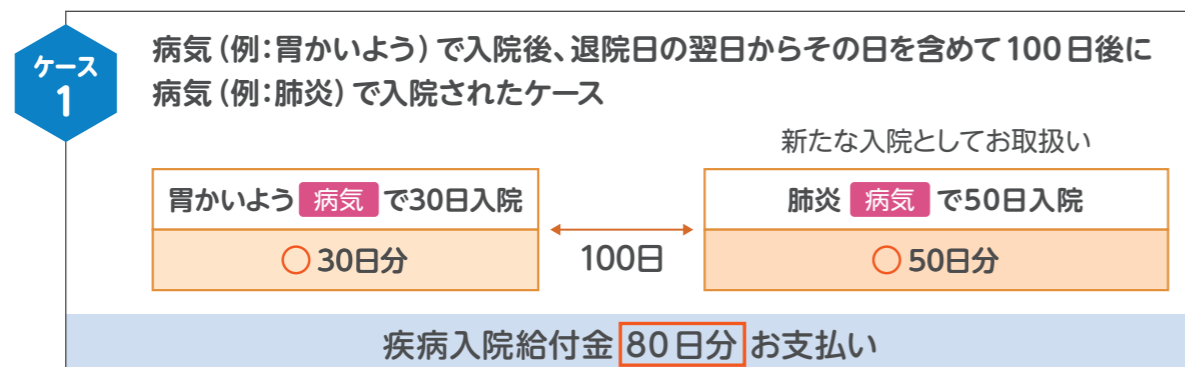 ケース
1
病気（例：胃かいよう）で入院後、退院日の翌日からその日を含めて100日後に
病気（例：肺炎）で入院されたケース
新たな入院としてお取扱い
胃かいよう 病気 で30日入院
肺炎 病気 で50日入院
○30日分
100日
○50日分
疾病入院給付金 80日分 お支払い